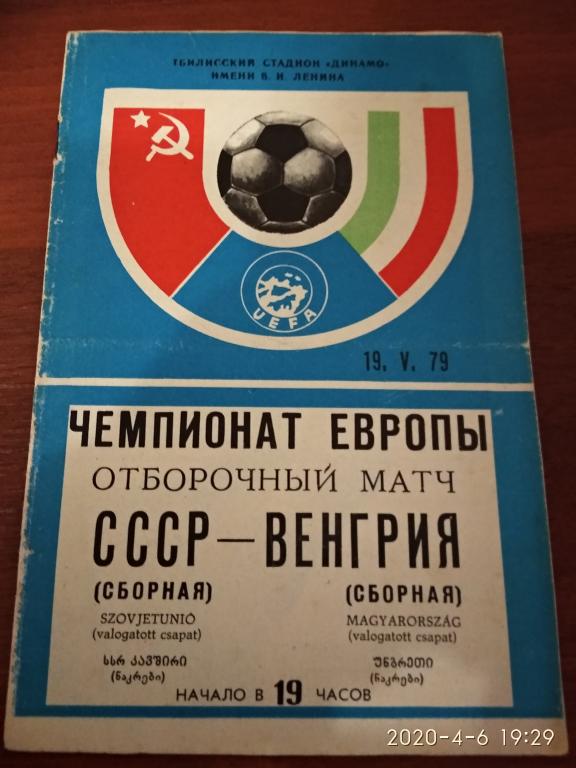 ТБИЛИССКИЙ СТАДИОН «ДИНАМО»
ИМЕНИ В. И. ЛЕНИНА
UEFA
19. V. 79
ЧЕМПИОНАТ ЕВРОПЫ
ОТБОРОЧНЫЙ МАТЧ
СССР — ВЕНГРИЯ
(СБОРНАЯ) (СБОРНАЯ)
SZOVJETUNIÓ MAGYARORSZÁG
(valogatott csapat) (valogatott csapat)
სსრ კავშირი უნგრეთი
(ნაკრები) (ნაკრები)
НАЧАЛО В 19 ЧАСОВ
2020-4-6 19:29